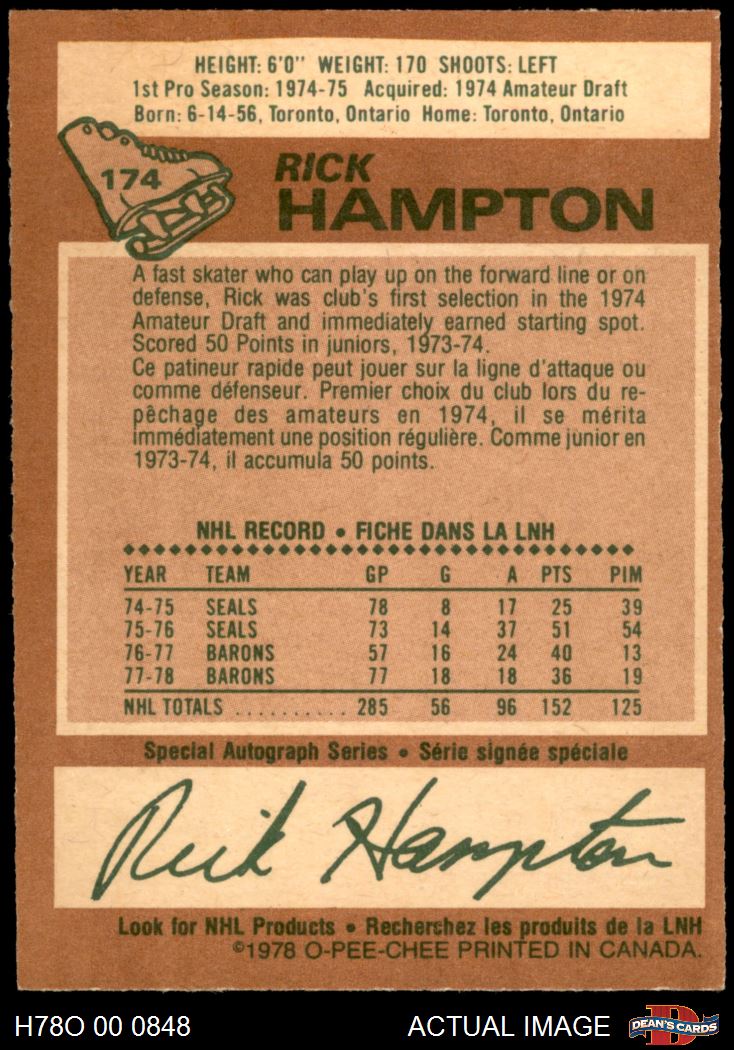 HEIGHT: 6'0" WEIGHT: 170 SHOOTS: LEFT
1st Pro Season: 1974-75 Acquired: 1974 Amateur Draft
Born: 6-14-56, Toronto, Ontario Home: Toronto, Ontario
174
RICK
HAMPTON
A fast skater who can play up on the forward line or on
defense, Rick was club's first selection in the 1974
Amateur Draft and immediately earned starting spot.
Scored 50 Points in juniors, 1973-74.
Ce patineur rapide peut jouer sur la ligne d'attaque ou
comme défenseur. Premier choix du club lors du re-
pêchage des amateurs en 1974, il se mérita
immédiatement une position régulière. Comme junior en
1973-74, il accumula 50 points.
NHL RECORD • FICHE DANS LA LNH
YEAR TEAM GP G A PTS PIM
74-75 SEALS 78 8 17 25 39
75-76 SEALS 73 14 37 51 54
76-77 BARONS 57 16 24 40 13
77-78 BARONS 77 18 18 36 19
NHL TOTALS .......... 285 56 96 152 125
Special Autograph Series • Série signée spéciale
Rick Hampton
Look for NHL Products • Recherchez les produits de la LNH
©1978 O-PEE-CHEE PRINTED IN CANADA.
H78O 00 0848 ACTUAL IMAGE D DEAN'S CARDS